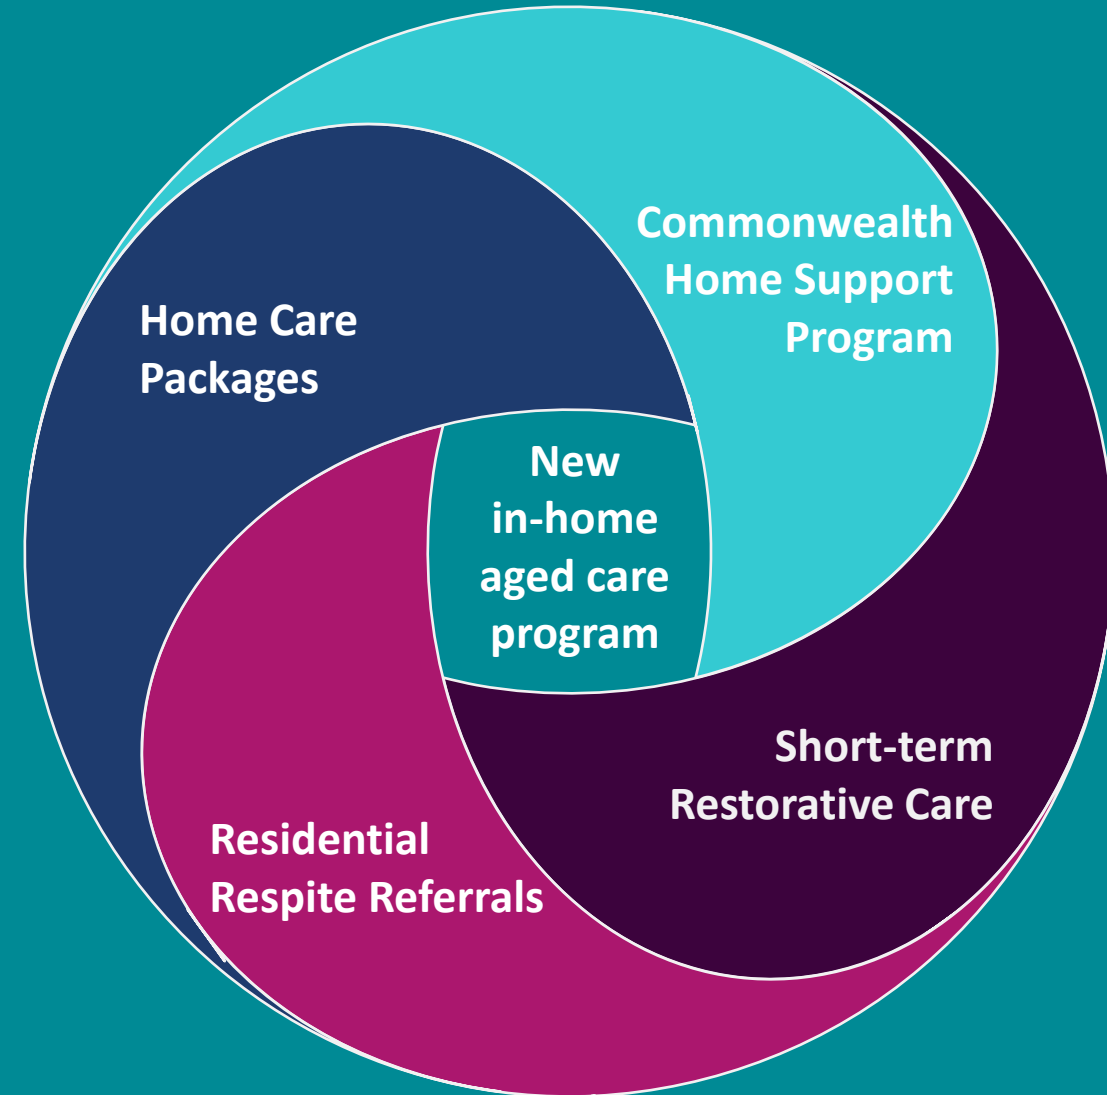 Commonwealth
Home Support
Program
Home Care
Packages
New
in-home
aged care
program
Short-term
Restorative Care
Residential
Respite Referrals